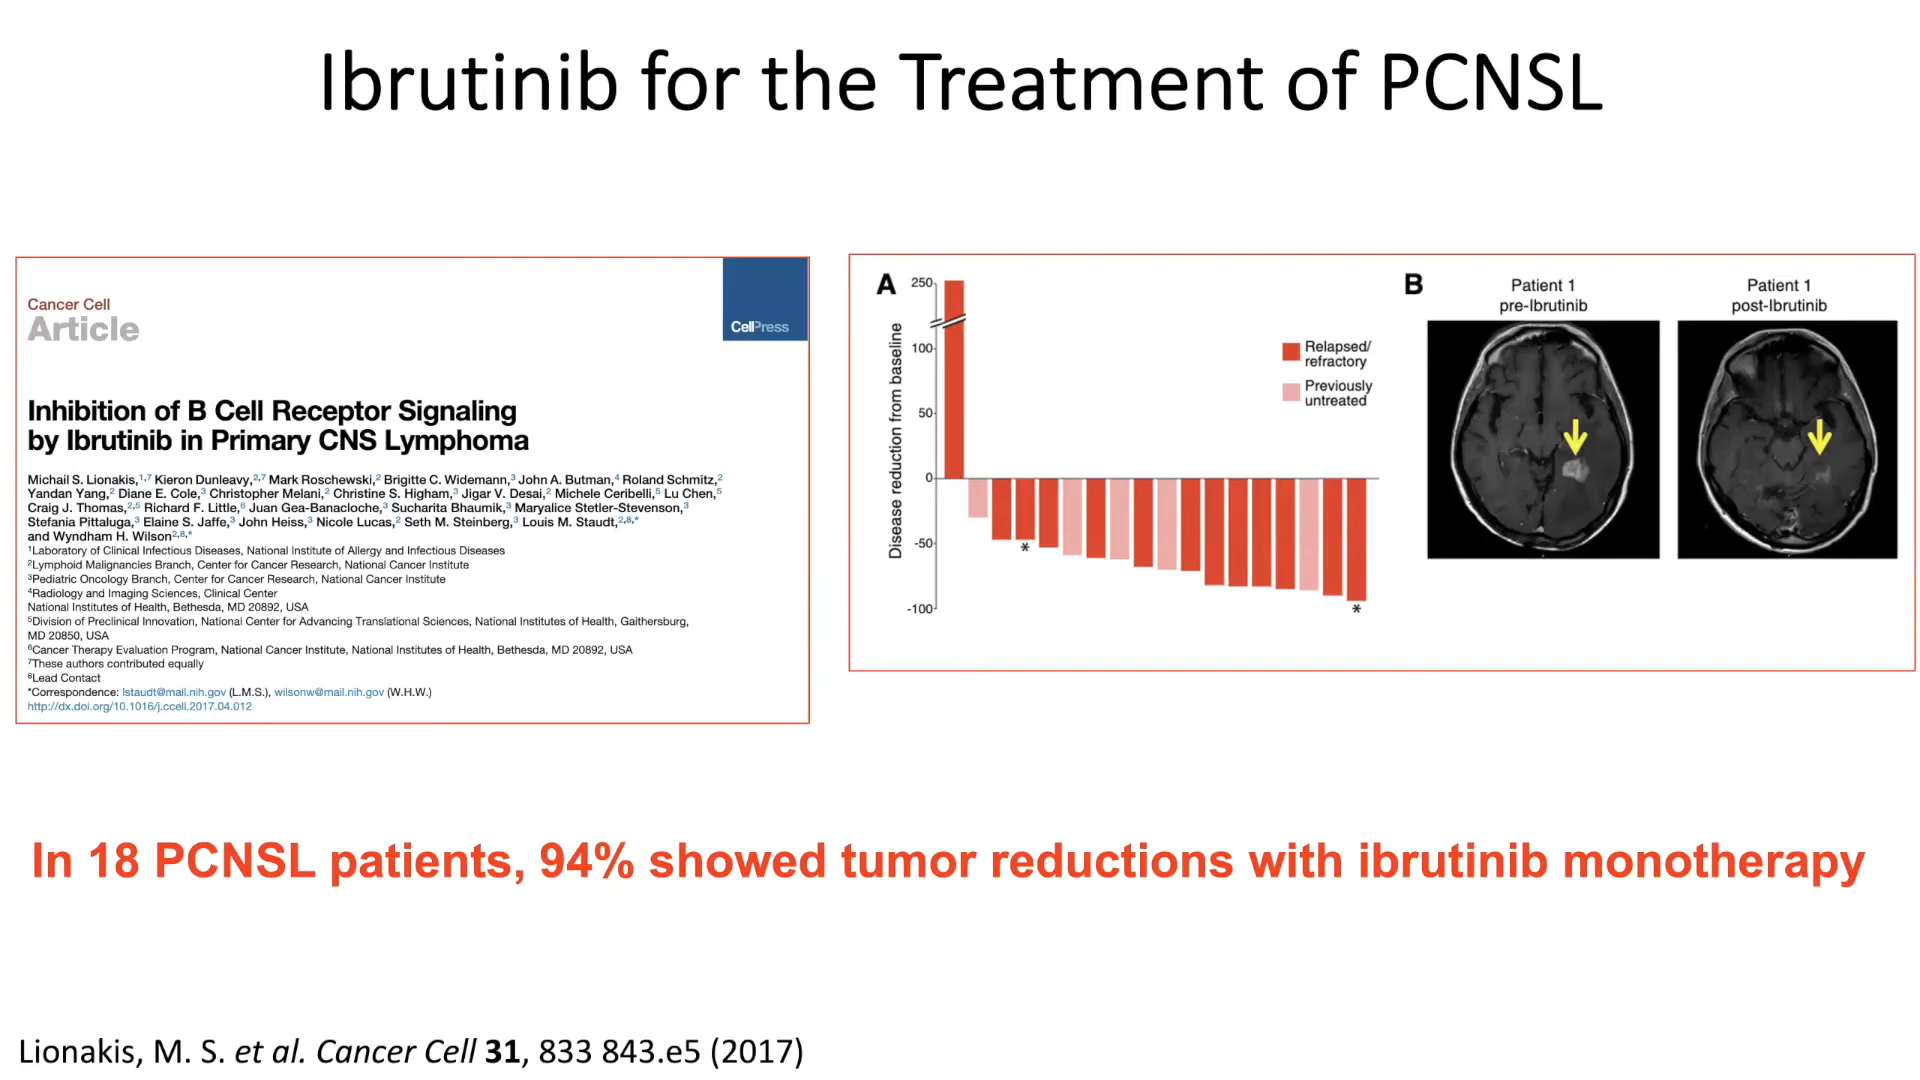 Ibrutinib for the Treatment of PCNSL
Cancer Cell
Article
CellPress
Inhibition of B Cell Receptor Signaling
by Ibrutinib in Primary CNS Lymphoma
Michail S. Lionakis,1,7 Kieron Dunleavy,2,7 Mark Roschewski,2 Brigitte C. Widemann,3 John A. Butman,4 Roland Schmitz,2
Yandan Yang,2 Diane E. Cole,3 Christopher Melani,2 Christine S. Higham,3 Jigar V. Desai,2 Michele Ceribelli,5 Lu Chen,5
Craig J. Thomas,2,5 Richard F. Little,6 Juan Gea-Banacloche,3 Sucharita Bhaumik,3 Maryalice Stetler-Stevenson,3
Stefania Pittaluga,3 Elaine S. Jaffe,3 John Heiss,3 Nicole Lucas,2 Seth M. Steinberg,3 Louis M. Staudt,2,8,*
and Wyndham H. Wilson2,8,*
1Laboratory of Clinical Infectious Diseases, National Institute of Allergy and Infectious Diseases
2Lymphoid Malignancies Branch, Center for Cancer Research, National Cancer Institute
3Pediatric Oncology Branch, Center for Cancer Research, National Cancer Institute
4Radiology and Imaging Sciences, Clinical Center
National Institutes of Health, Bethesda, MD 20892, USA
5Division of Preclinical Innovation, National Center for Advancing Translational Sciences, National Institutes of Health, Gaithersburg,
MD 20850, USA
6Cancer Therapy Evaluation Program, National Cancer Institute, National Institutes of Health, Bethesda, MD 20892, USA
7These authors contributed equally
8Lead Contact
*Correspondence: lstaudt@mail.nih.gov (L.M.S.), wilsonw@mail.nih.gov (W.H.W.)
http://dx.doi.org/10.1016/j.ccell.2017.04.012
A
Disease reduction from baseline
250
100
50
0
-50
-100
*
*
Relapsed/
refractory
Previously
untreated
B
Patient 1
pre-Ibrutinib
Patient 1
post-Ibrutinib
In 18 PCNSL patients, 94% showed tumor reductions with ibrutinib monotherapy
Lionakis, M. S. et al. Cancer Cell 31, 833 843.e5 (2017)